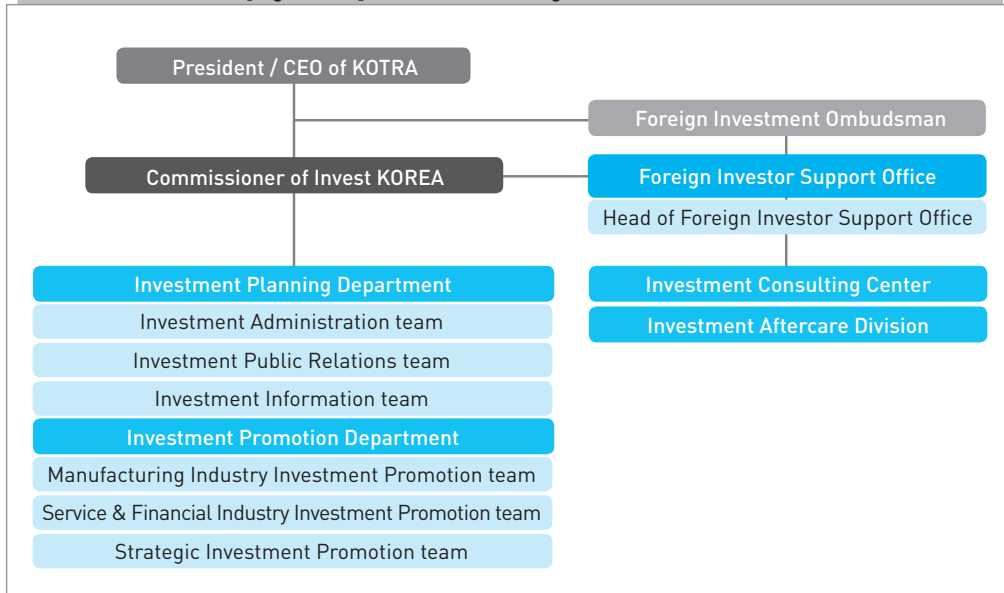 President / CEO of KOTRA
Foreign Investment Ombudsman
Commissioner of Invest KOREA
Foreign Investor Support Office
Head of Foreign Investor Support Office
Investment Planning Department
Investment Administration team
Investment Public Relations team
Investment Information team
Investment Promotion Department
Manufacturing Industry Investment Promotion team
Service & Financial Industry Investment Promotion team
Strategic Investment Promotion team
Investment Consulting Center
Investment Aftercare Division